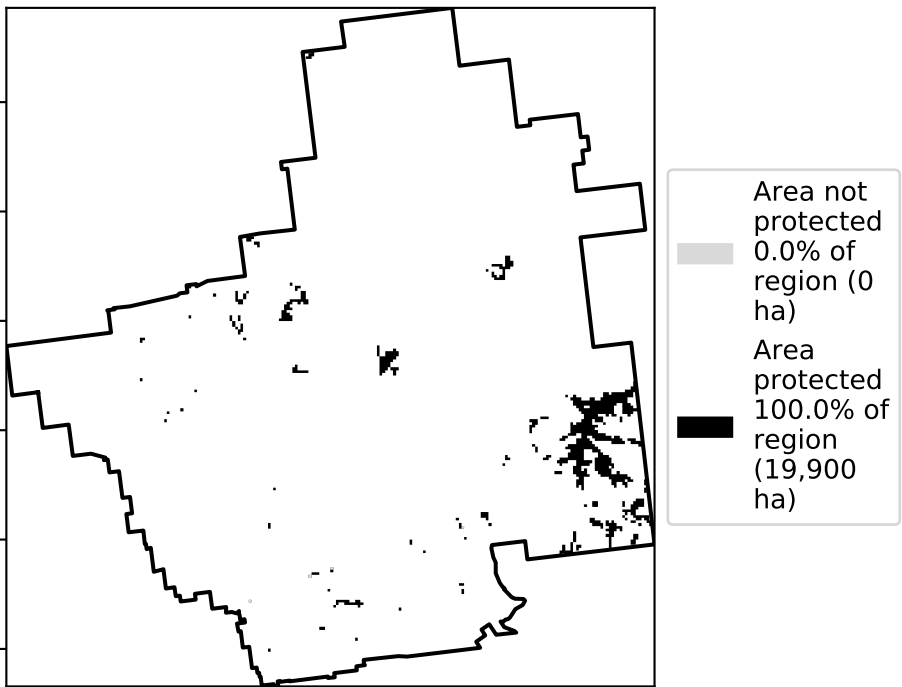 Area not
protected
0.0% of
region (0
ha)
Area
protected
100.0% of
region
(19,900
ha)